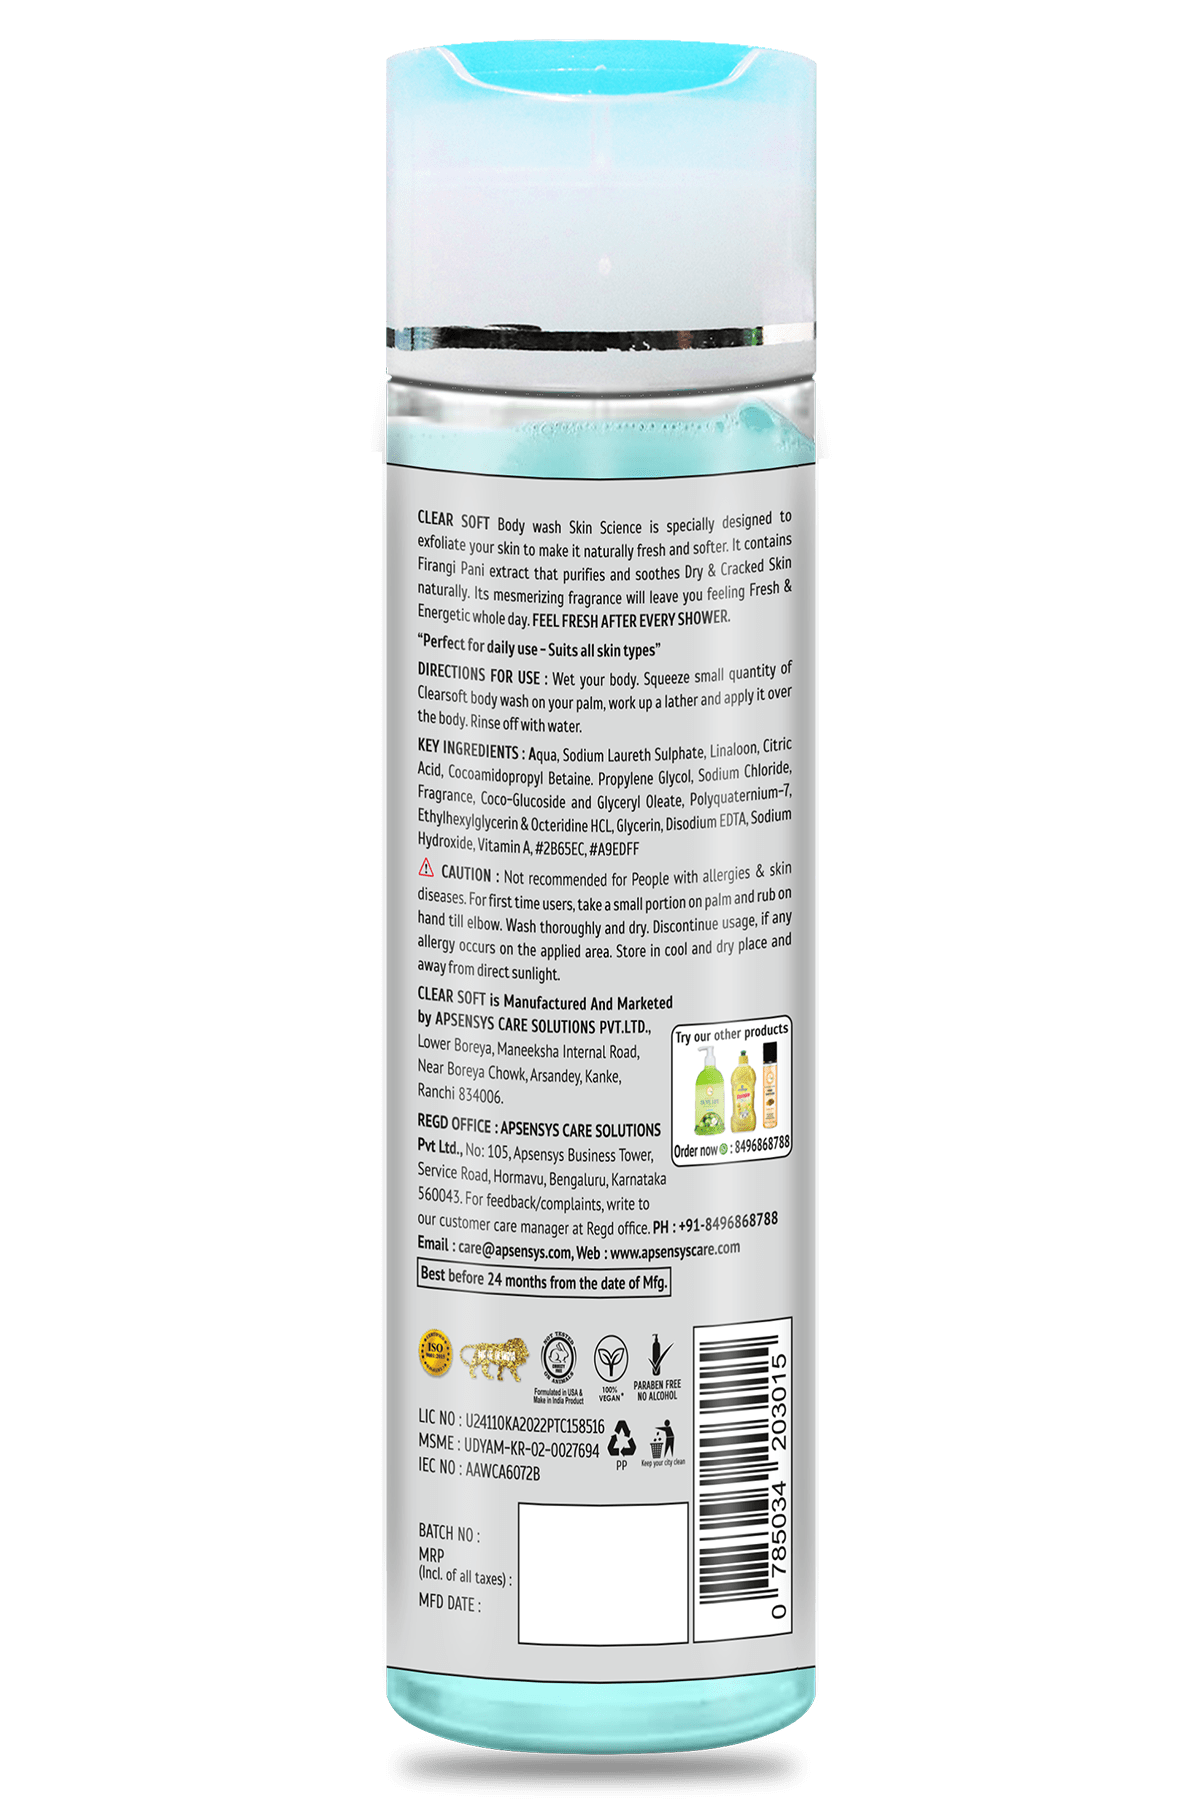 CLEAR SOFT Body wash Skin Science is specially designed to
exfoliate your skin to make it naturally fresh and softer. It contains
Firangi Pani extract that purifies and soothes Dry & Cracked Skin
naturally. Its mesmerizing fragrance will leave you feeling Fresh &
Energetic whole day. FEEL FRESH AFTER EVERY SHOWER.
“Perfect for daily use – Suits all skin types”
DIRECTIONS FOR USE : Wet your body. Squeeze small quantity of
Clearsoft body wash on your palm, work up a lather and apply it over
the body. Rinse off with water.
KEY INGREDIENTS : Aqua, Sodium Laureth Sulphate, Linaloon, Citric
Acid, Cocoamidopropyl Betaine. Propylene Glycol, Sodium Chloride,
Fragrance, Coco-Glucoside and Glyceryl Oleate, Polyquaternium-7,
Ethylhexylglycerin & Octeridine HCL, Glycerin, Disodium EDTA, Sodium
Hydroxide, Vitamin A, #2B65EC, #A9EDFF
CAUTION : Not recommended for People with allergies & skin
diseases. For first time users, take a small portion on palm and rub on
hand till elbow. Wash thoroughly and dry. Discontinue usage, if any
allergy occurs on the applied area. Store in cool and dry place and
away from direct sunlight.
CLEAR SOFT is Manufactured And Marketed
by APSENSYS CARE SOLUTIONS PVT.LTD.,
Lower Boreya, Maneeksha Internal Road,
Near Boreya Chowk, Arsandey, Kanke,
Ranchi 834006.
Try our other products
Order now : 8496868788
REGD OFFICE : APSENSYS CARE SOLUTIONS
Pvt Ltd., No: 105, Apsensys Business Tower,
Service Road, Hormavu, Bengaluru, Karnataka
560043. For feedback/complaints, write to
our customer care manager at Regd office. PH : +91-8496868788
Email : care@apsensys.com, Web : www.apsensyscare.com
Best before 24 months from the date of Mfg.
ISO
NOT TESTED
CRUELTY
FREE
ON ANIMALS
Formulated in USA &
Make in India Product
100%
VEGAN*
PARABEN FREE
NO ALCOHOL
LIC NO : U24110KA2022PTC158516
MSME : UDYAM-KR-02-0027694
IEC NO : AAWCA6072B
PP
Keep your city clean
BATCH NO :
MRP
(Incl. of all taxes) :
MFD DATE :
0 785034 203015